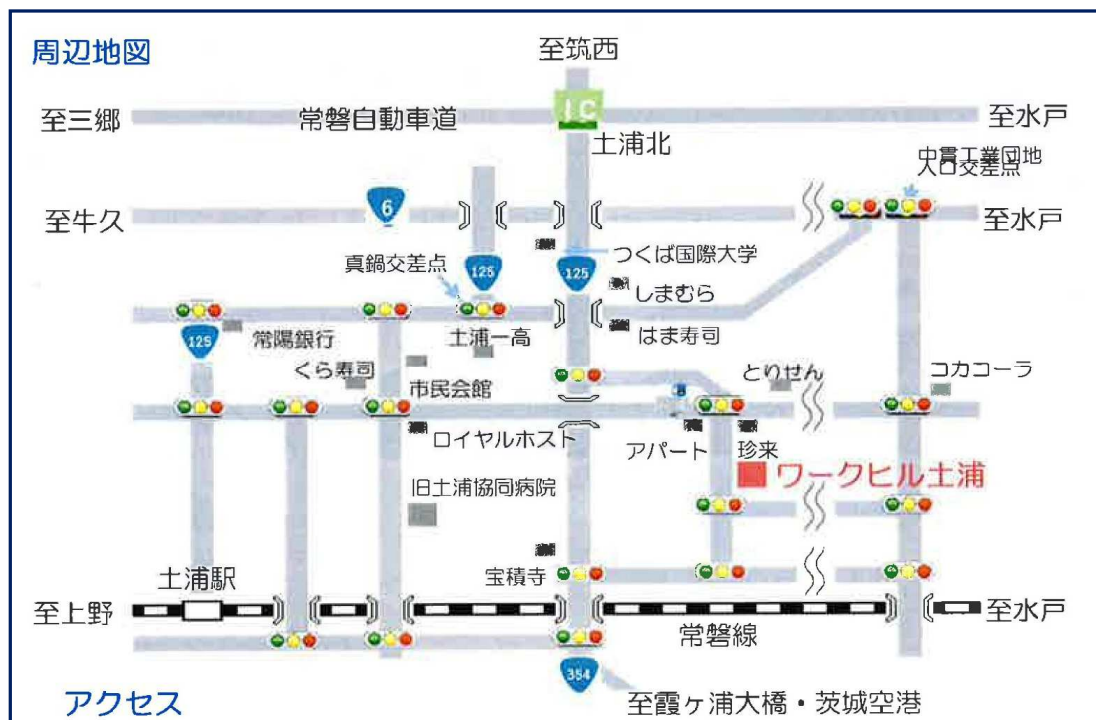 周辺地図
至筑西
至三郷
常磐自動車道
IC
至水戸
土浦北
中貫工業団地
入口交差点
至牛久
6
至水戸
真鍋交差点
つくば国際大学
125
125
しまむら
125
常陽銀行
土浦一高
はま寿司
くら寿司
市民会館
とりせん
コカコーラ
ロイヤルホスト
アパート
珍来
ワークヒル土浦
旧土浦協同病院
土浦駅
宝積寺
至上野
至水戸
常磐線
354
至霞ヶ浦大橋・茨城空港
アクセス